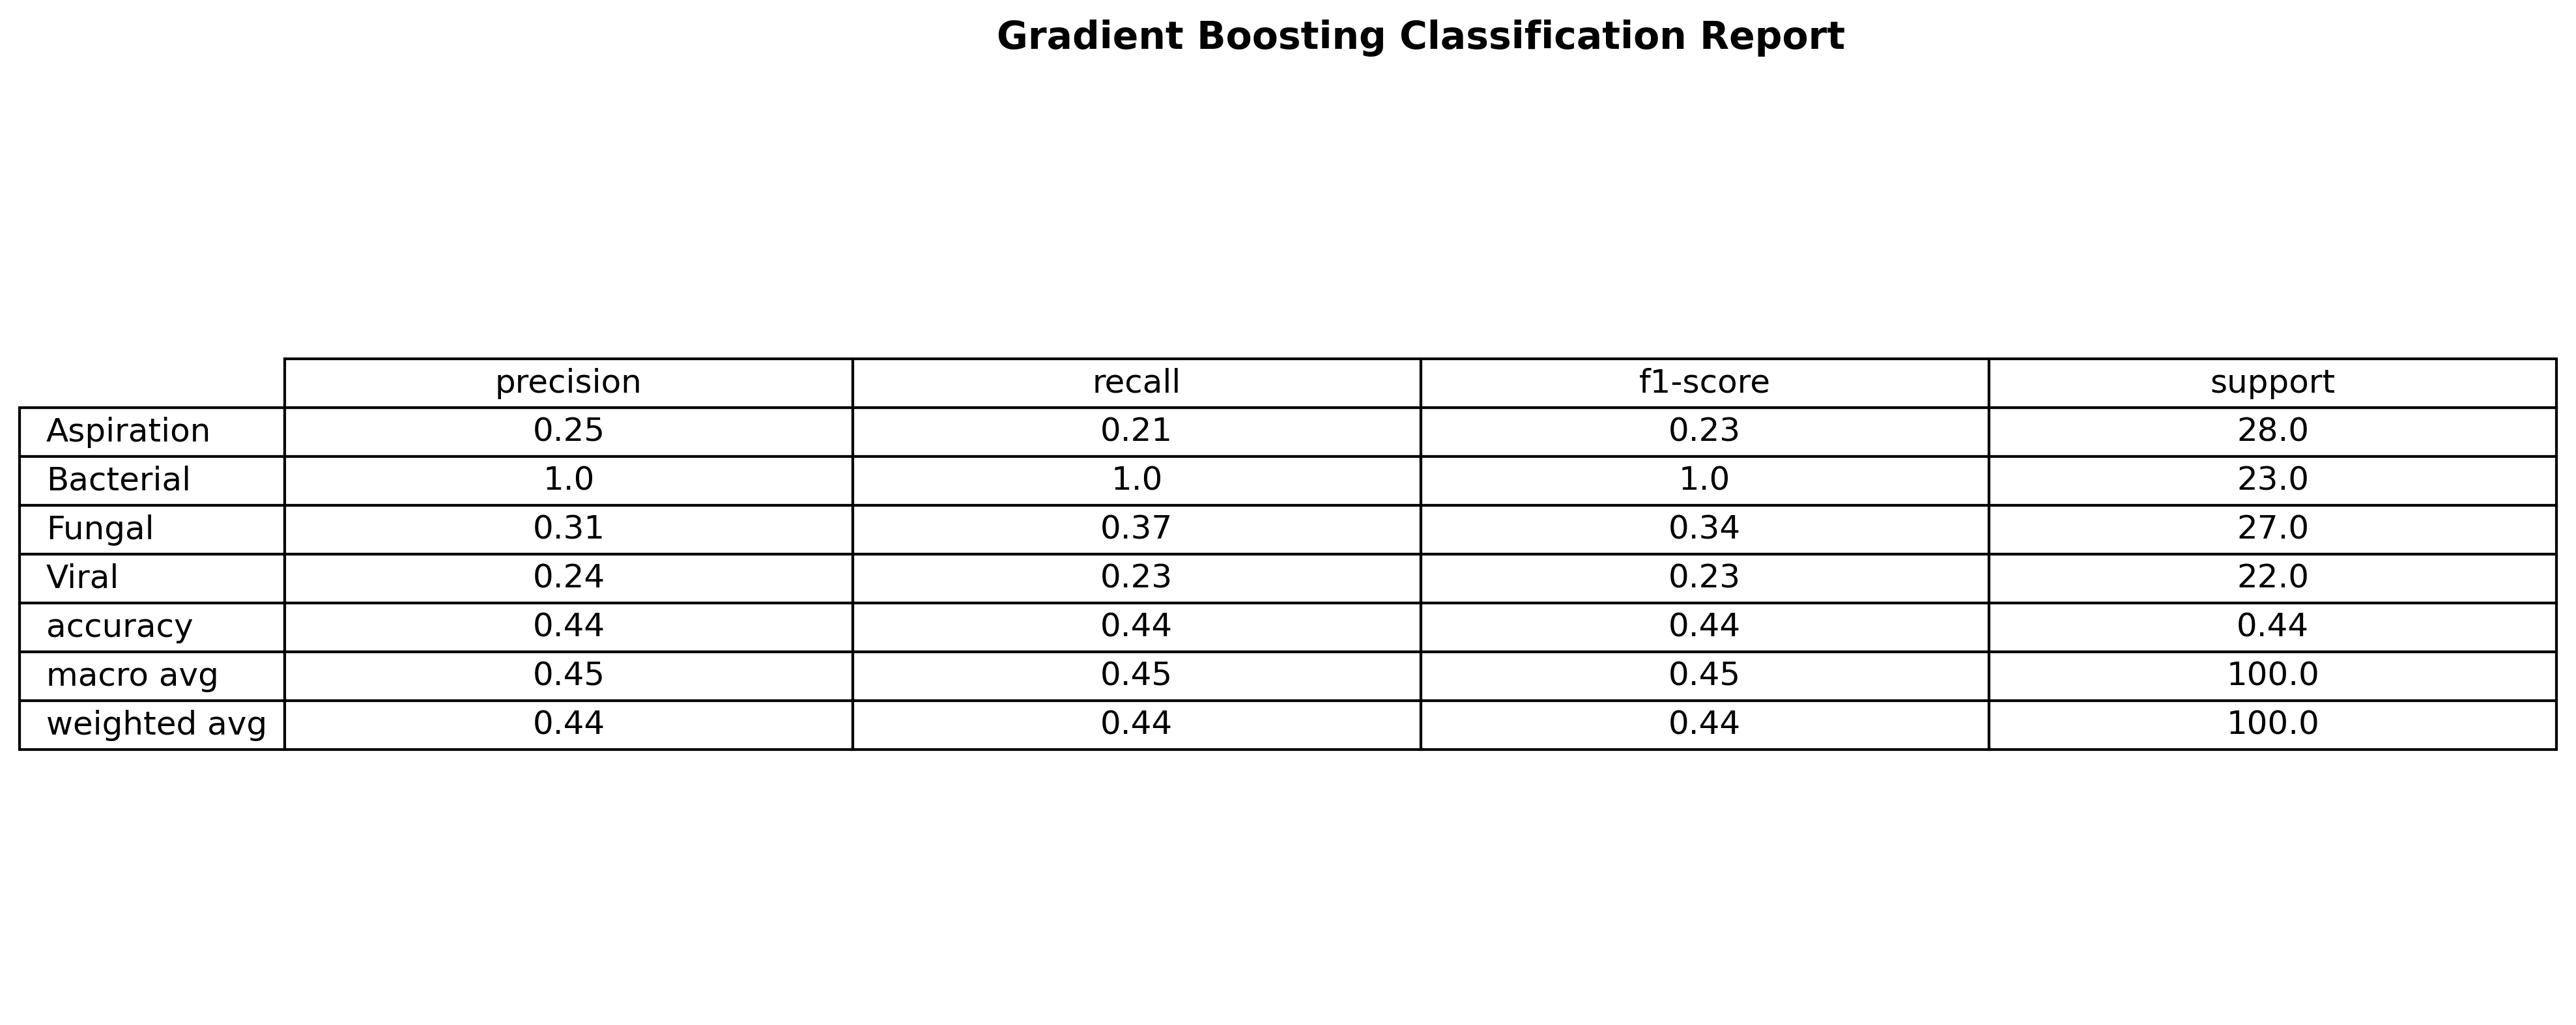 Gradient Boosting Classification Report
precision recall f1-score support
Aspiration 0.25 0.21 0.23 28.0
Bacterial 1.0 1.0 1.0 23.0
Fungal 0.31 0.37 0.34 27.0
Viral 0.24 0.23 0.23 22.0
accuracy 0.44 0.44 0.44 0.44
macro avg 0.45 0.45 0.45 100.0
weighted avg 0.44 0.44 0.44 100.0